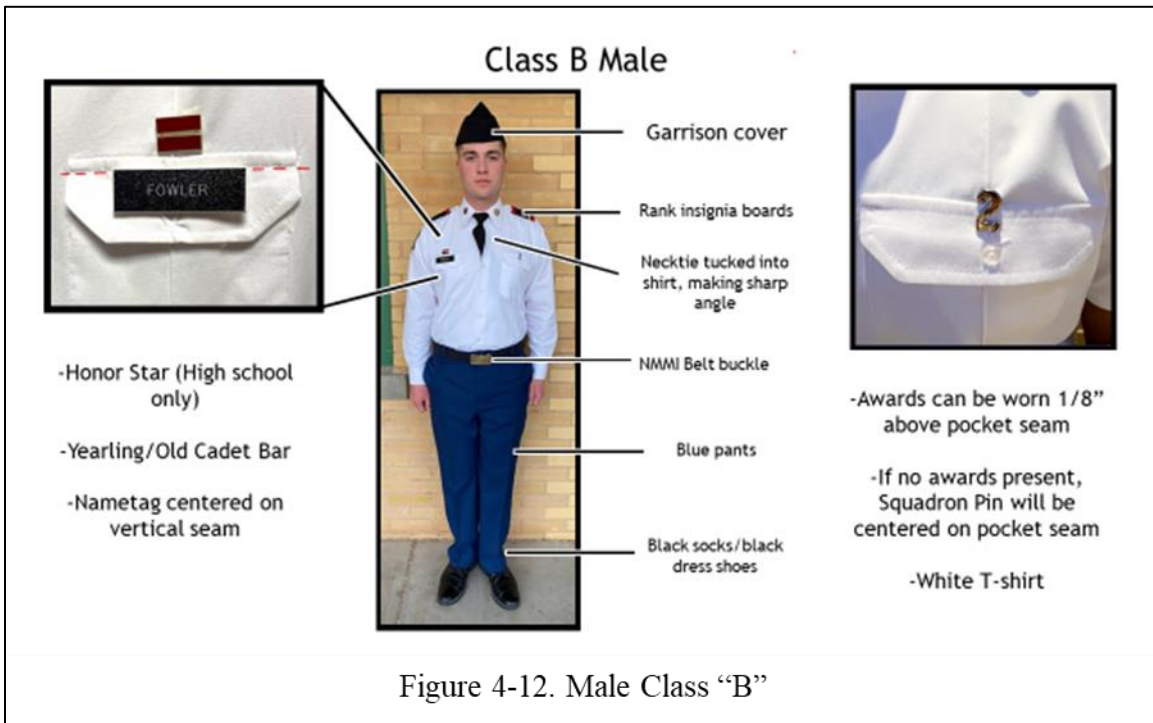 Class B Male
FOWLER
Garrison cover
Rank insignia boards
Necktie tucked into
shirt, making sharp
angle
NMMI Belt buckle
Blue pants
Black socks/black
dress shoes
-Honor Star (High school
only)
-Yearling/Old Cadet Bar
-Nametag centered on
vertical seam
2
-Awards can be worn 1/8”
above pocket seam
-If no awards present,
Squadron Pin will be
centered on pocket seam
-White T-shirt
Figure 4-12. Male Class “B”